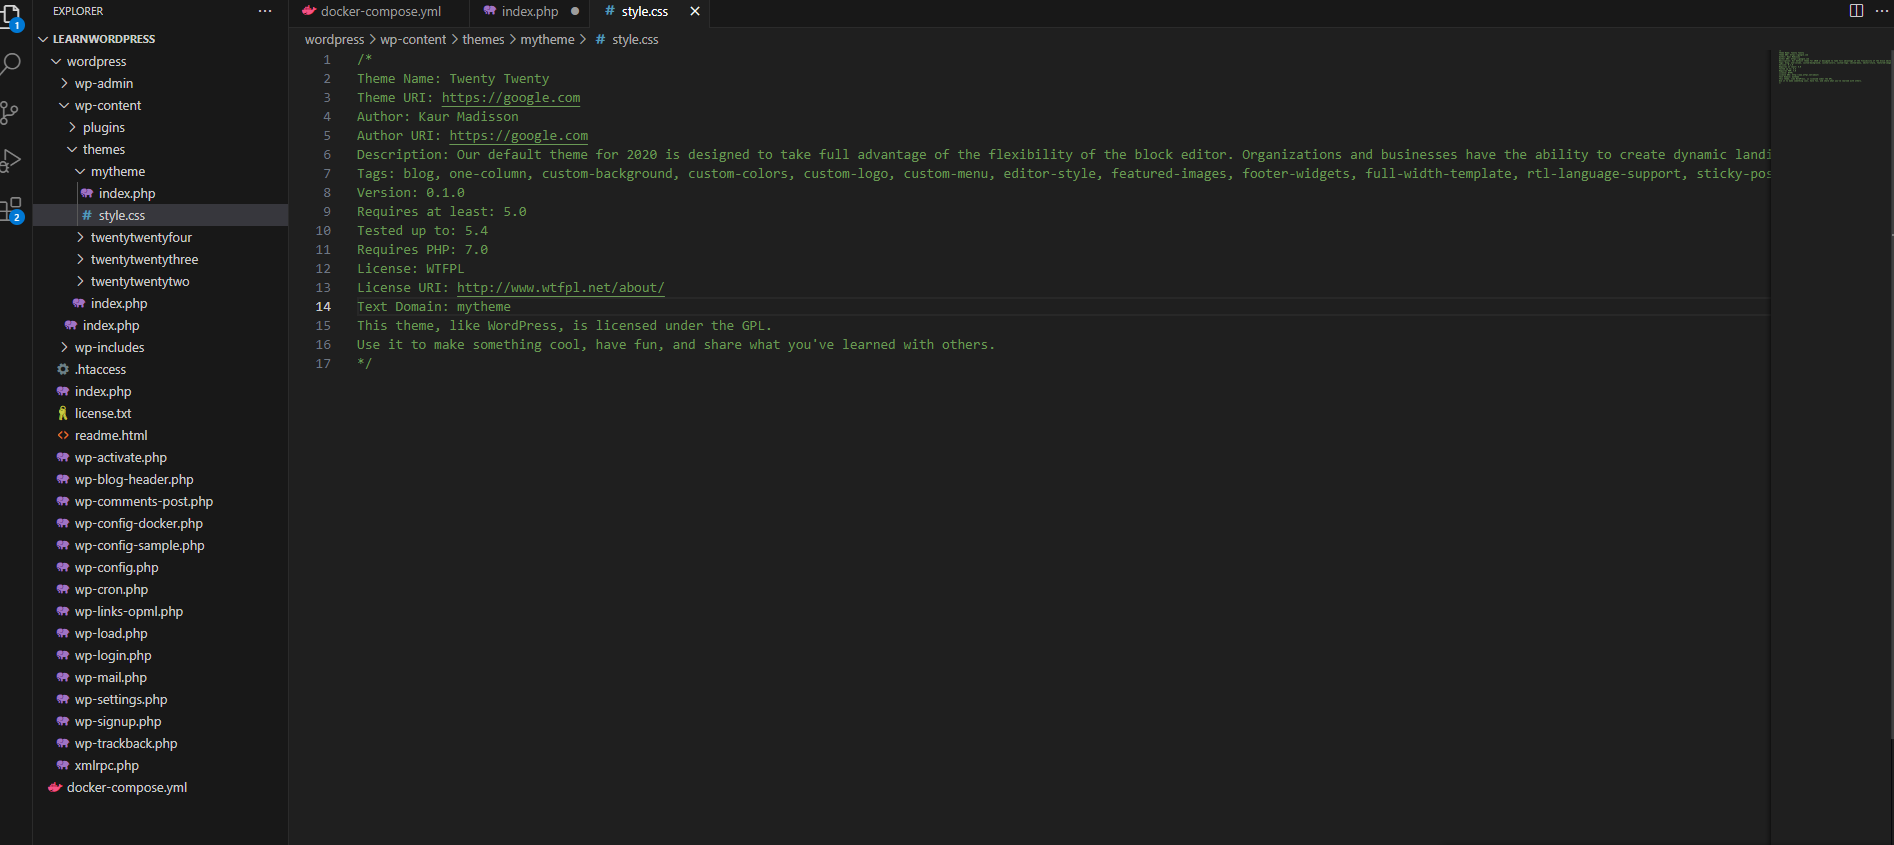 EXPLORER
LEARNWORDPRESS
wordpress
wp-admin
wp-content
plugins
themes
mytheme
index.php
# style.css
twentytwentyfour
twentytwentythree
twentytwentytwo
index.php
index.php
wp-includes
.htaccess
index.php
license.txt
readme.html
wp-activate.php
wp-blog-header.php
wp-comments-post.php
wp-config-docker.php
wp-config-sample.php
wp-config.php
wp-cron.php
wp-links-opml.php
wp-load.php
wp-login.php
wp-mail.php
wp-settings.php
wp-signup.php
wp-trackback.php
xmlrpc.php
docker-compose.yml
1
2
docker-compose.yml index.php # style.css
wordpress > wp-content > themes > mytheme > # style.css
1 /*
2 Theme Name: Twenty Twenty
3 Theme URI: https://google.com
4 Author: Kaur Madisson
5 Author URI: https://google.com
6 Description: Our default theme for 2020 is designed to take full advantage of the flexibility of the block editor. Organizations and businesses have the ability to create dynamic landi
7 Tags: blog, one-column, custom-background, custom-colors, custom-logo, custom-menu, editor-style, featured-images, footer-widgets, full-width-template, rtl-language-support, sticky-pos
8 Version: 0.1.0
9 Requires at least: 5.0
10 Tested up to: 5.4
11 Requires PHP: 7.0
12 License: WTFPL
13 License URI: http://www.wtfpl.net/about/
14 Text Domain: mytheme
15 This theme, like WordPress, is licensed under the GPL.
16 Use it to make something cool, have fun, and share what you've learned with others.
17 */